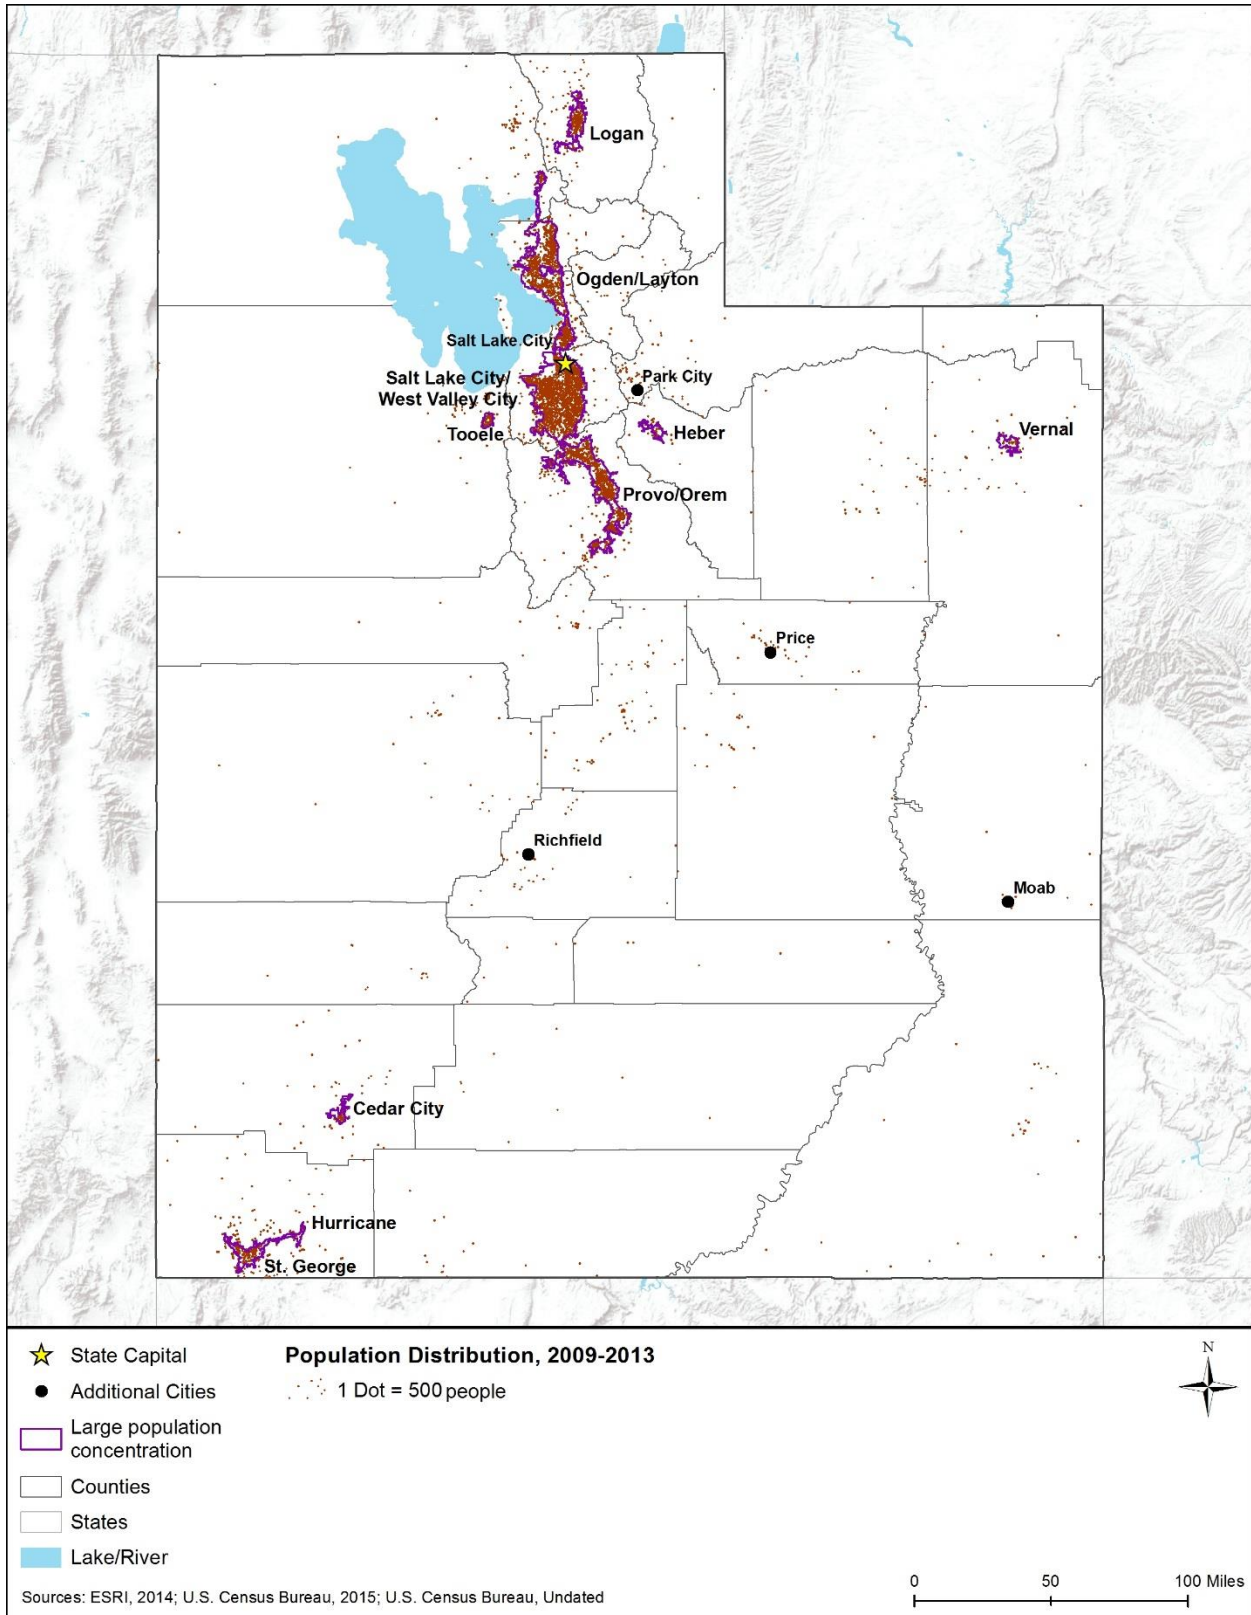 Logan
Ogden/Layton
Salt Lake City
Salt Lake City/
West Valley City
Park City
Tooele
Heber
Vernal
Provo/Orem
Price
Richfield
Moab
Cedar City
Hurricane
St. George
State Capital
Additional Cities
Large population
concentration
Counties
States
Lake/River
Population Distribution, 2009-2013
1 Dot = 500 people
N
Sources: ESRI, 2014; U.S. Census Bureau, 2015; U.S. Census Bureau, Undated
0 50 100 Miles